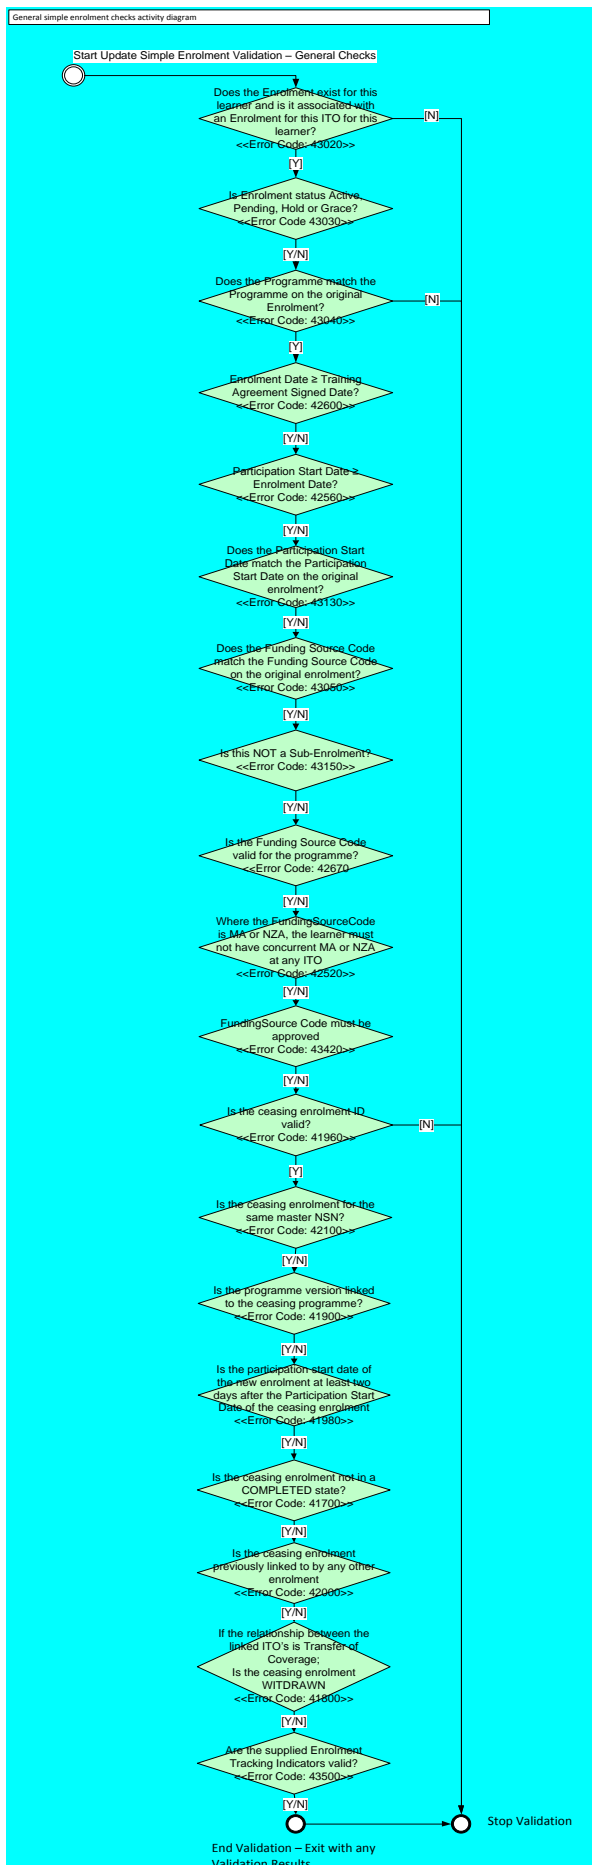 General simple enrolment checks activity diagram
Start Update Simple Enrolment Validation – General Checks
Does the Enrolment exist for this
learner and is it associated with
an Enrolment for this ITO for this
learner?
<<Error Code: 43020>>
[N]
[Y]
Is Enrolment status Active,
Pending, Hold or Grace?
<<Error Code 43030>>
[Y/N]
Does the Programme match the
Programme on the original
Enrolment?
<<Error Code: 43040>>
[N]
[Y]
Enrolment Date ≥ Training
Agreement Signed Date?
<<Error Code: 42600>>
[Y/N]
Participation Start Date ≥
Enrolment Date?
<<Error Code: 42560>>
[Y/N]
Does the Participation Start
Date match the Participation
Start Date on the original
enrolment?
<<Error Code: 43130>>
[Y/N]
Does the Funding Source Code
match the Funding Source Code
on the original enrolment?
<<Error Code: 43050>>
[Y/N]
Is this NOT a Sub-Enrolment?
<<Error Code: 43150>>
[Y/N]
Is the Funding Source Code
valid for the programme?
<<Error Code: 42670
[Y/N]
Where the FundingSourceCode
is MA or NZA, the learner must
not have concurrent MA or NZA
at any ITO
<<Error Code: 42520>>
[Y/N]
FundingSource Code must be
approved
<<Error Code: 43420>>
[Y/N]
Is the ceasing enrolment ID
valid?
<<Error Code: 41960>>
[N]
[Y]
Is the ceasing enrolment for the
same master NSN?
<<Error Code: 42100>>
[Y/N]
Is the programme version linked
to the ceasing programme?
<<Error Code: 41900>>
[Y/N]
Is the participation start date of
the new enrolment at least two
days after the Participation Start
Date of the ceasing enrolment
<<Error Code: 41980>>
[Y/N]
Is the ceasing enrolment not in a
COMPLETED state?
<<Error Code: 41700>>
[Y/N]
Is the ceasing enrolment
previously linked to by any other
enrolment
<<Error Code: 42000>>
[Y/N]
If the relationship between the
linked ITO's is Transfer of
Coverage;
Is the ceasing enrolment
WITDRAWN
<<Error Code: 41800>>
[Y/N]
Are the supplied Enrolment
Tracking Indicators valid?
<<Error Code: 43500>>
[Y/N]
Stop Validation
End Validation – Exit with any
Validation Results